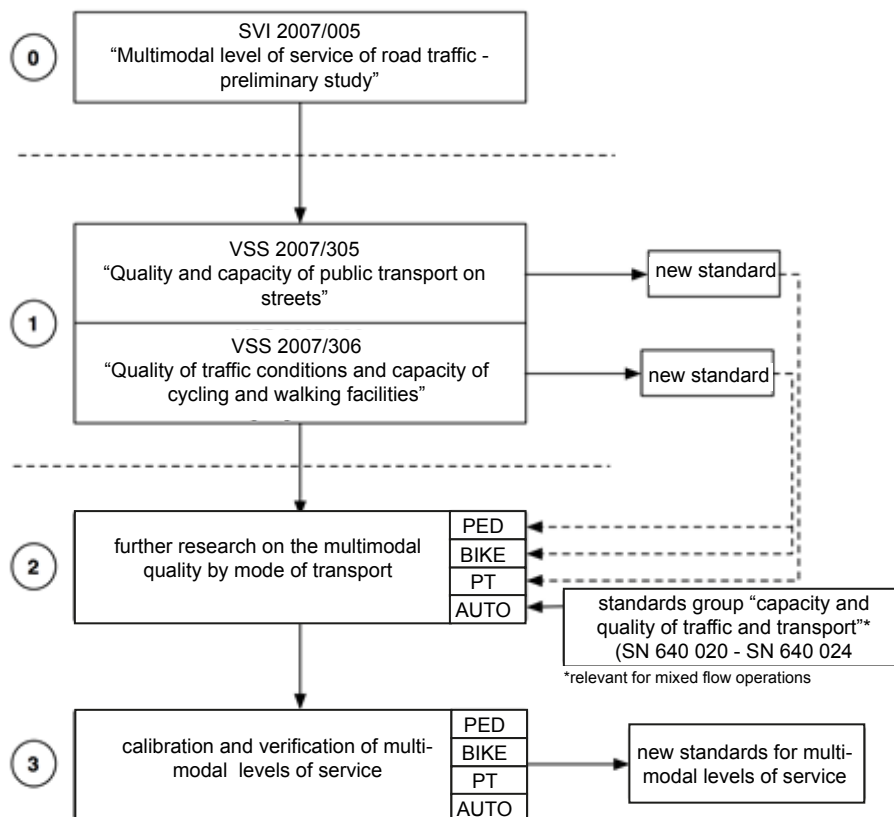 0
SVI 2007/005
“Multimodal level of service of road traffic -
preliminary study”
1
VSS 2007/305
“Quality and capacity of public transport on
streets”
new standard
VSS 2007/306
“Quality of traffic conditions and capacity of
cycling and walking facilities”
new standard
2
further research on the multimodal
quality by mode of transport
PED
BIKE
PT
AUTO
standards group “capacity and
quality of traffic and transport”*
(SN 640 020 - SN 640 024
*relevant for mixed flow operations
3
calibration and verification of multi-
modal levels of service
PED
BIKE
PT
AUTO
new standards for multi-
modal levels of service